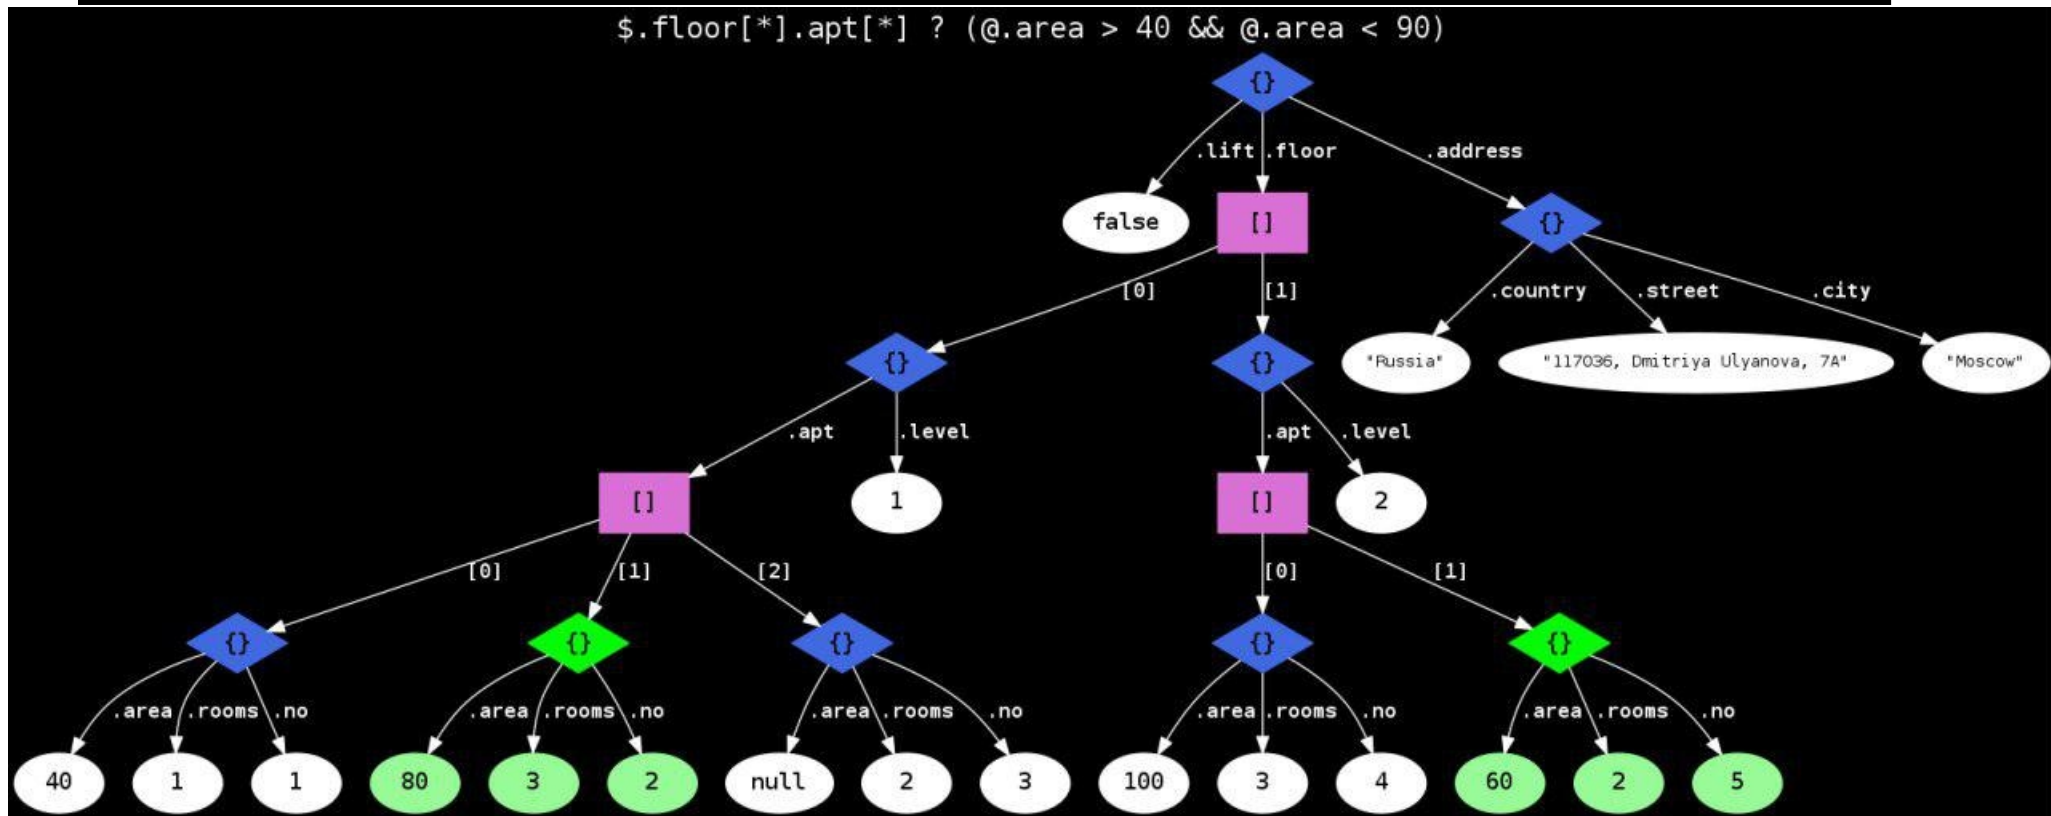 $.floor[*].apt[*] ? (@.area > 40 && @.area < 90)
{}
.lift .floor .address
false [] {}
[0] [1] .country .street .city
{} {} "Russia" "117036, Dmitriya Ulyanova, 7A" "Moscow"
.apt .level .apt .level
[] 1 [] 2
[0] [1] [2] [0] [1]
{} {} {} {} {}
.area .rooms .no .area .rooms .no .area .rooms .no .area .rooms .no .area .rooms .no
40 1 1 80 3 2 null 2 3 100 3 4 60 2 5